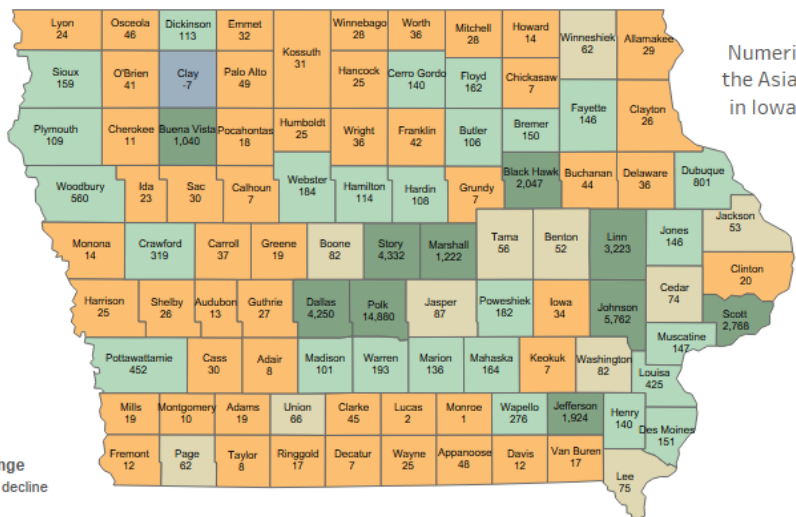 Lyon
24
Osceola
46
Dickinson
113
Emmet
32
Kossuth
31
Winnebago
28
Worth
36
Mitchell
28
Howard
14
Winneshiek
62
Allamakee
29
Numeri
the Asia
in Iowa
Sioux
159
O'Brien
41
Clay
-7
Palo Alto
49
Hancock
25
Cerro Gordo
140
Floyd
162
Chickasaw
7
Fayette
146
Clayton
26
Plymouth
109
Cherokee
11
Buena Vista
1,040
Pocahontas
18
Humboldt
25
Wright
36
Franklin
42
Butler
106
Bremer
150
Woodbury
560
Ida
23
Sac
30
Calhoun
7
Webster
184
Hamilton
114
Hardin
108
Grundy
7
Black Hawk
2,047
Buchanan
44
Delaware
36
Dubuque
801
Monona
14
Crawford
319
Carroll
37
Greene
19
Boone
82
Story
4,332
Marshall
1,222
Tama
56
Benton
52
Linn
3,223
Jones
146
Jackson
53
Clinton
20
Harrison
25
Shelby
26
Audubon
13
Guthrie
27
Dallas
4,250
Polk
14,880
Jasper
87
Poweshiek
182
Iowa
34
Johnson
5,762
Cedar
74
Scott
2,768
Muscatine
147
Pottawattamie
452
Cass
30
Adair
8
Madison
101
Warren
193
Marion
136
Mahaska
164
Keokuk
7
Washington
82
Louisa
425
Mills
19
Montgomery
10
Adams
19
Union
66
Clarke
45
Lucas
2
Monroe
1
Wapello
276
Jefferson
1,924
Henry
140
Des Moines
151
nge
decline
Fremont
12
Page
62
Taylor
8
Ringgold
17
Decatur
7
Wayne
25
Appanoose
48
Davis
12
Van Buren
17
Lee
75